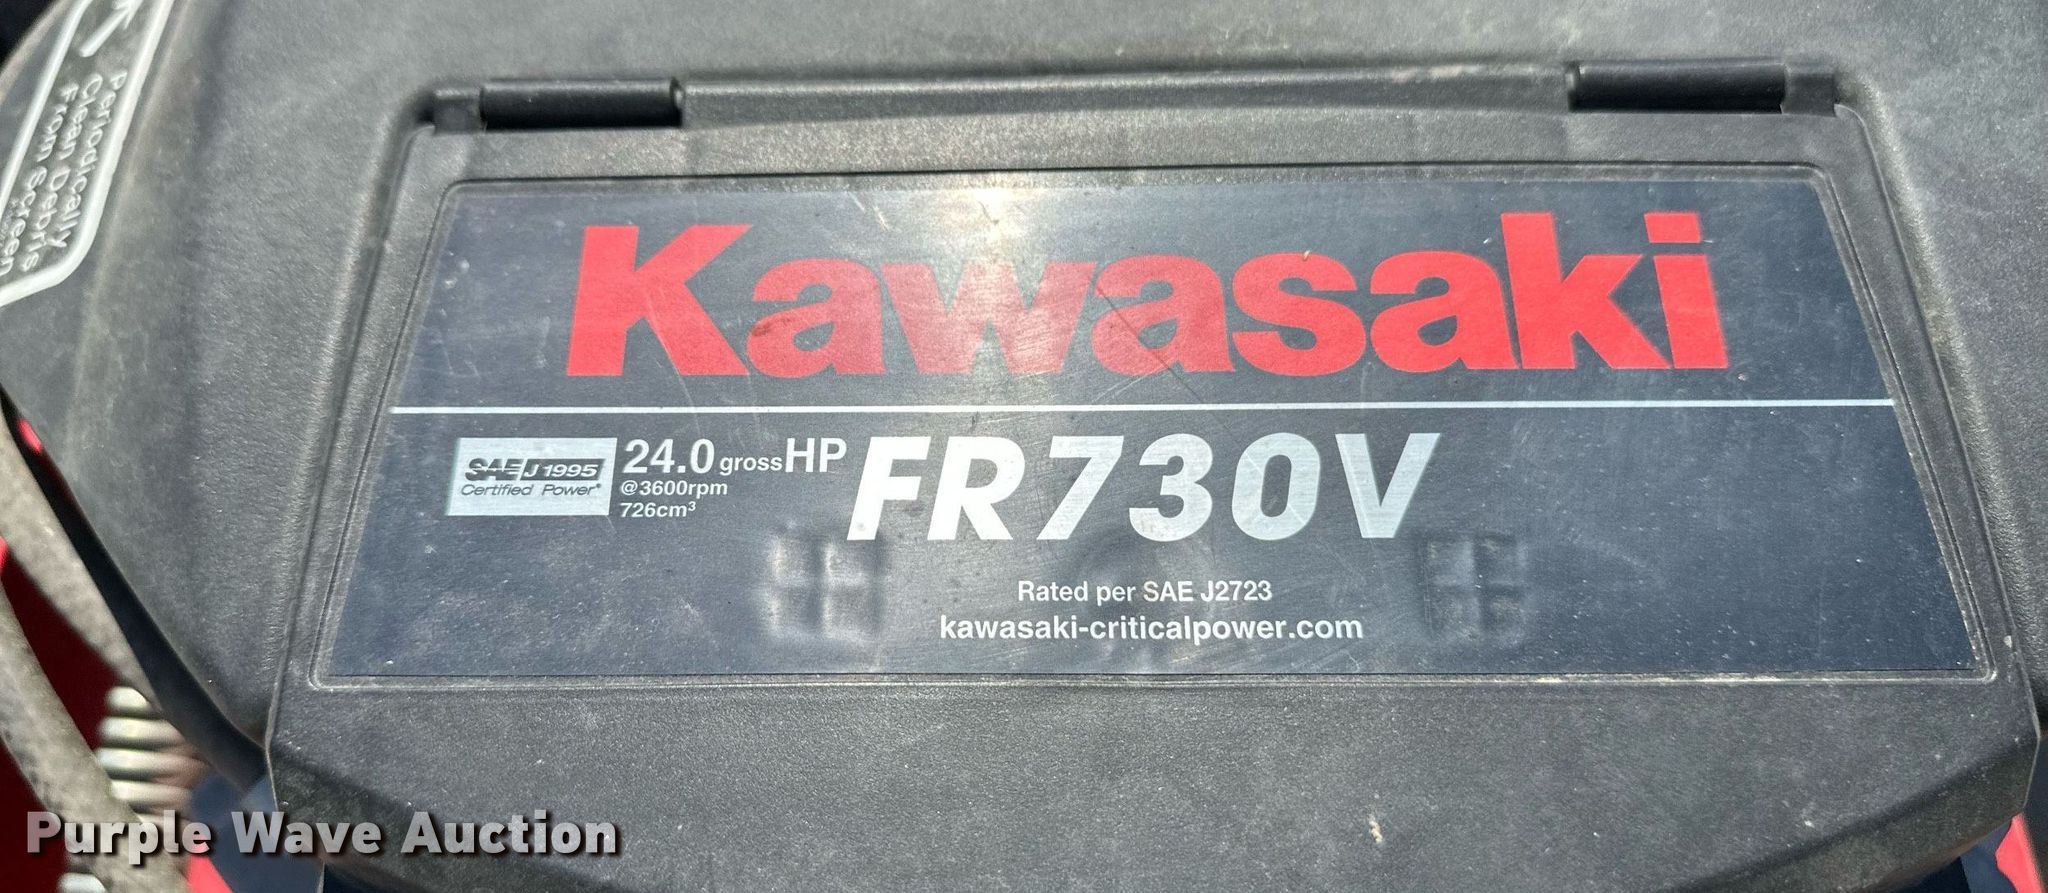 Periodically
Clean Debris
From Screen
Kawasaki
SAE J1995
Certified Power®
24.0 gross HP
@3600rpm
726cm³
FR730V
Rated per SAE J2723
kawasaki-criticalpower.com
Purple Wave Auction